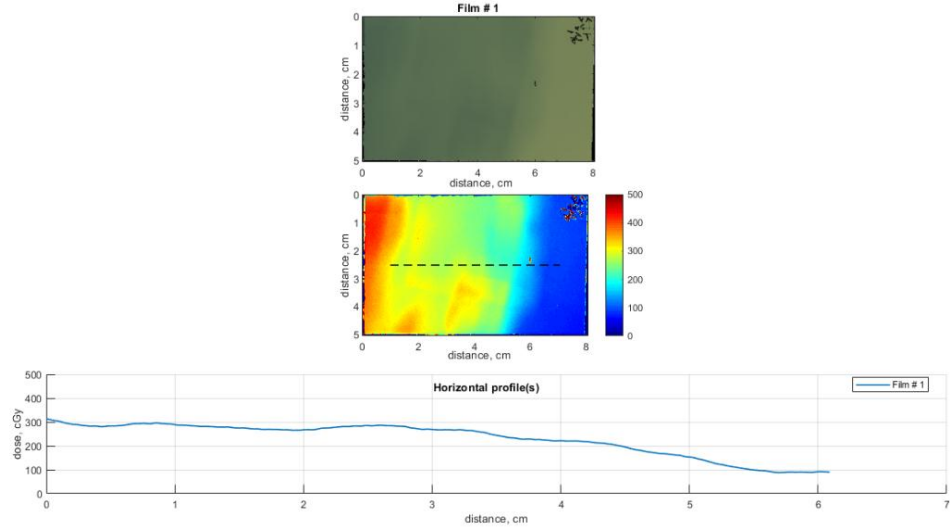 Film # 1
0
1
2
3
4
5
distance, cm
0 2 4 6 8
distance, cm
0
1
2
3
4
5
distance, cm
0 2 4 6 8
distance, cm
500
400
300
200
100
0
Horizontal profile(s)
Film # 1
500
400
300
200
100
0
dose, cGy
0 1 2 3 4 5 6 7
distance, cm